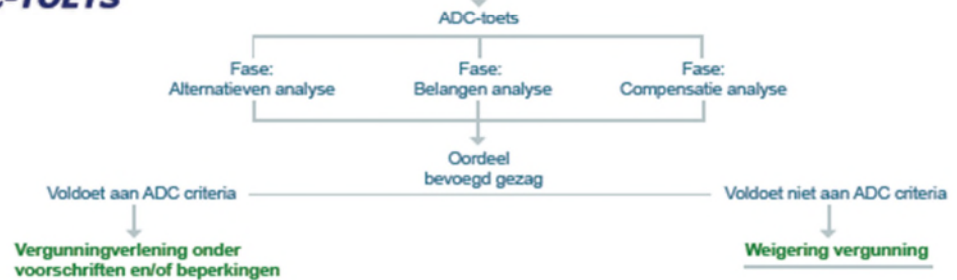 ADC-toets
Fase:
Alternatieven analyse
Fase:
Belangen analyse
Fase:
Compensatie analyse
Oordeel
bevoegd gezag
Voldoet aan ADC criteria
Voldoet niet aan ADC criteria
Vergunningverlening onder
voorschriften en/of beperkingen
Weigering vergunning